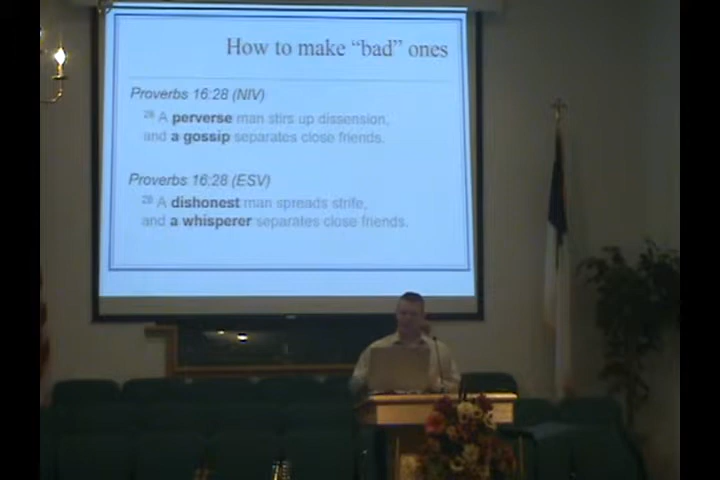 How to make “bad” ones
Proverbs 16:28 (NIV)
28 A perverse man stirs up dissension,
and a gossip separates close friends.
Proverbs 16:28 (ESV)
28 A dishonest man spreads strife,
and a whisperer separates close friends.